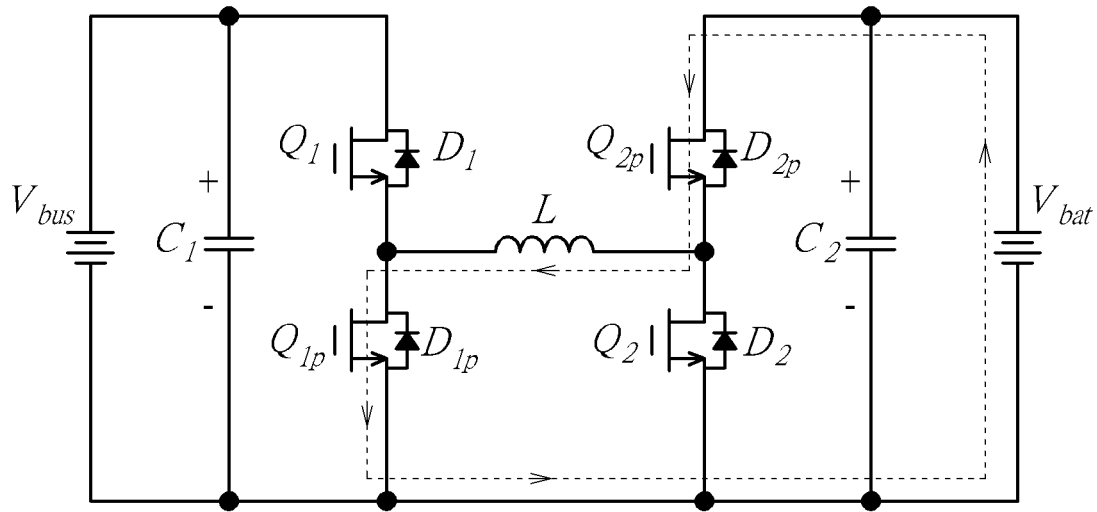 Q1 D1 Q2p D2p
Vbus + L + Vbat
C1 C2
- -
Q1p D1p Q2 D2